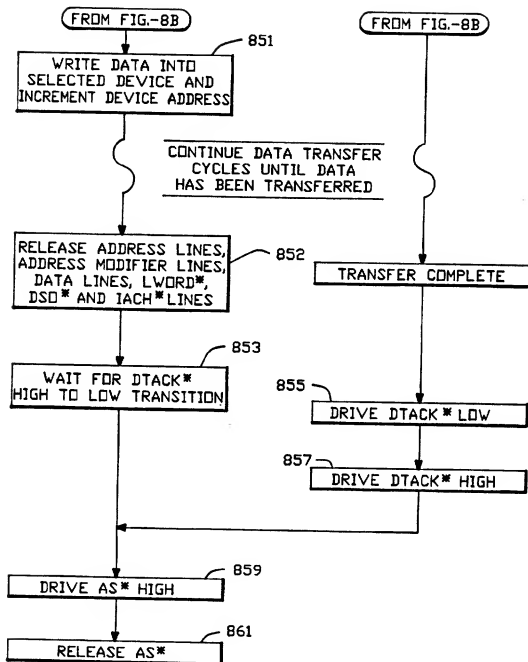 FROM FIG.-8B
FROM FIG.-8B
851
WRITE DATA INTO
SELECTED DEVICE AND
INCREMENT DEVICE ADDRESS
CONTINUE DATA TRANSFER
CYCLES UNTIL DATA
HAS BEEN TRANSFERRED
RELEASE ADDRESS LINES,
ADDRESS MODIFIER LINES,
DATA LINES, LWORD*,
DSO* AND IACH* LINES
852
TRANSFER COMPLETE
853
WAIT FOR DTACK*
HIGH TO LOW TRANSITION
855
DRIVE DTACK* LOW
857
DRIVE DTACK* HIGH
859
DRIVE AS* HIGH
861
RELEASE AS*